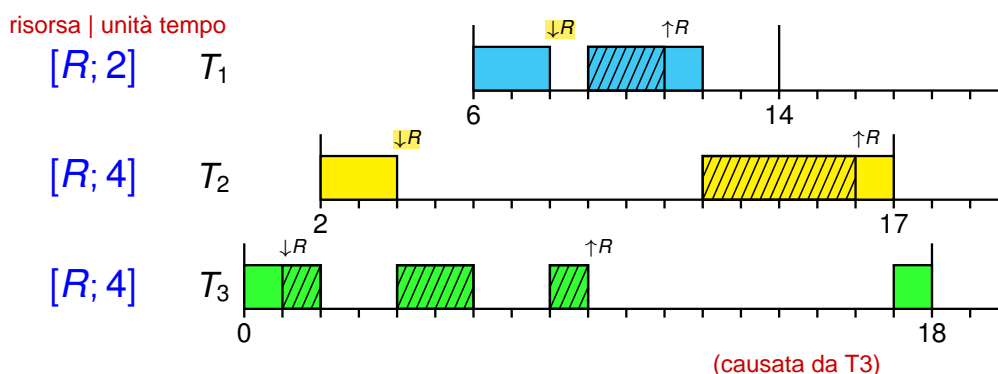 risorsa | unità tempo
↓R ↑R
[R; 2] T1
6 14
↓R ↑R
[R; 4] T2
2 17
↓R ↑R
[R; 4] T3
0 18
(causata da T3)